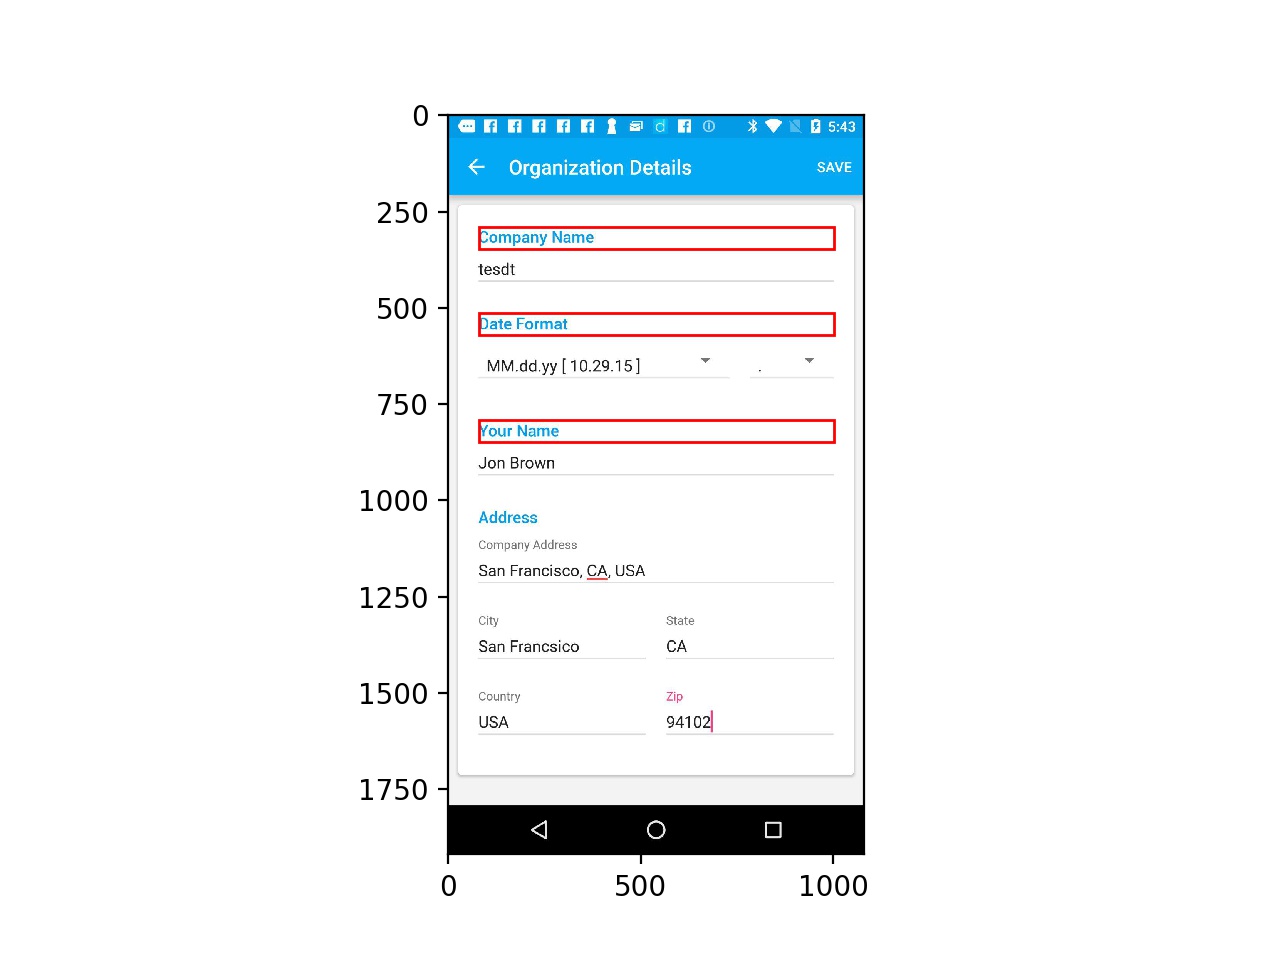 0
250
500
750
1000
1250
1500
1750
0 500 1000
5:43
Organization Details SAVE
Company Name
tesdt
Date Format
MM.dd.yy [ 10.29.15 ] .
Your Name
Jon Brown
Address
Company Address
San Francisco, CA, USA
City State
San Francsico CA
Country Zip
USA 94102